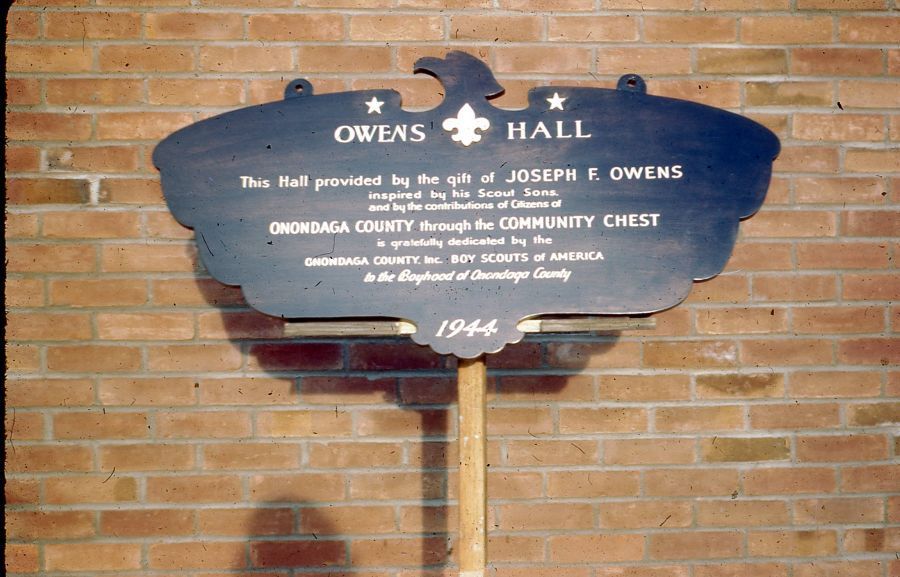 OWENS HALL
This Hall provided by the gift of JOSEPH F. OWENS
inspired by his Scout Sons.
and by the contributions of Citizens of
ONONDAGA COUNTY through the COMMUNITY CHEST
is gratefully dedicated by the
ONONDAGA COUNTY. Inc. BOY SCOUTS of AMERICA
to the Boyhood of Onondaga County
1944